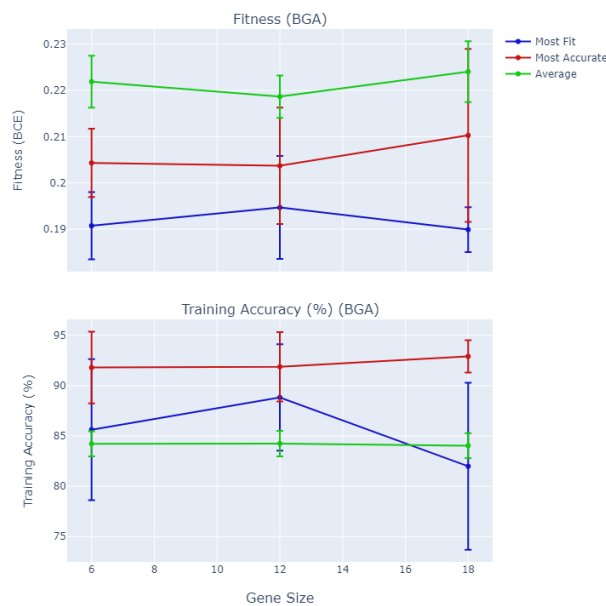 Fitness (BGA)
0.23
0.22
0.21
0.2
0.19
Fitness (BCE)
Most Fit
Most Accurate
Average
Training Accuracy (%) (BGA)
95
90
85
80
75
Training Accuracy (%)
6
8
10
12
14
16
18
Gene Size